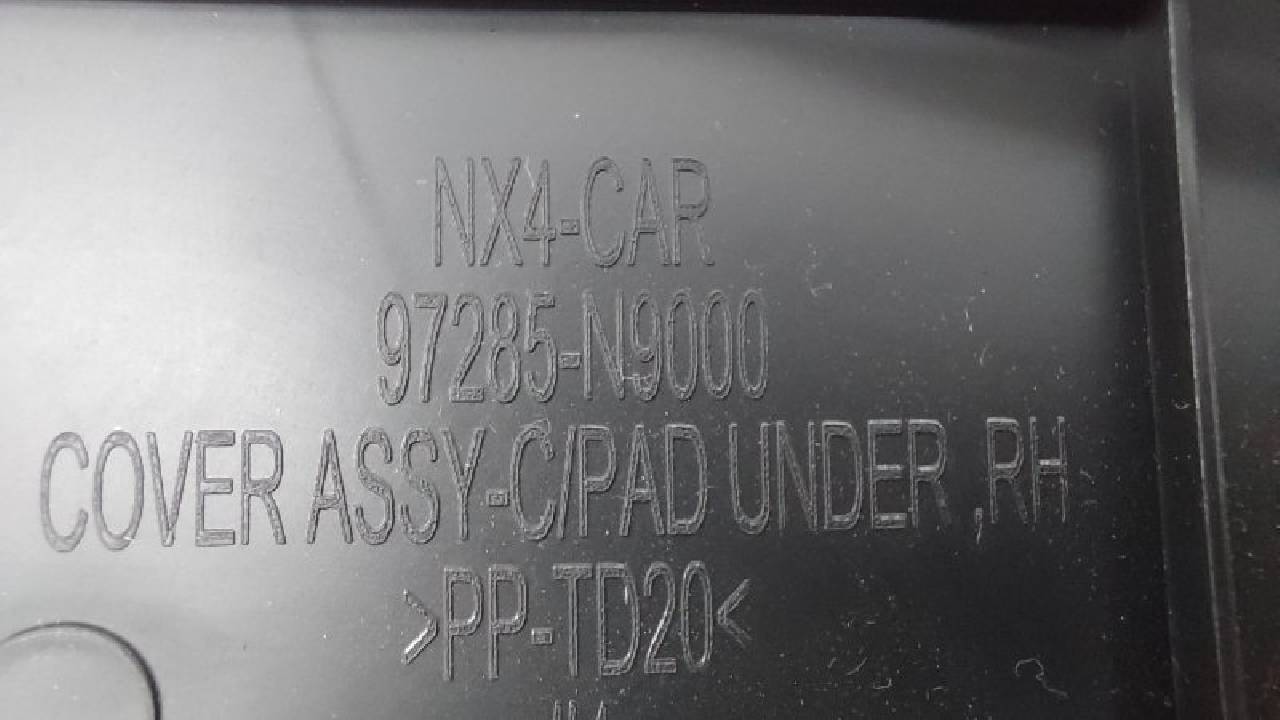 NX4-CAR
97285-N9000
COVER ASSY-C/PAD UNDER ,RH
>PP-TD20<